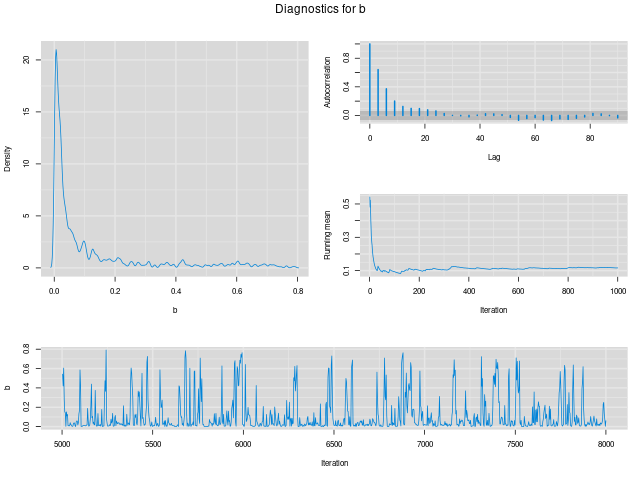 Diagnostics for b
Density
20
15
10
5
0
0.0 0.2 0.4 0.6 0.8
b
Autocorrelation
0.8
0.4
0.0
0 20 40 60 80
Lag
Running mean
0.5
0.3
0.1
0 200 400 600 800 1000
Iteration
b
0.8
0.6
0.4
0.2
0.0
5000 5500 6000 6500 7000 7500 8000
Iteration